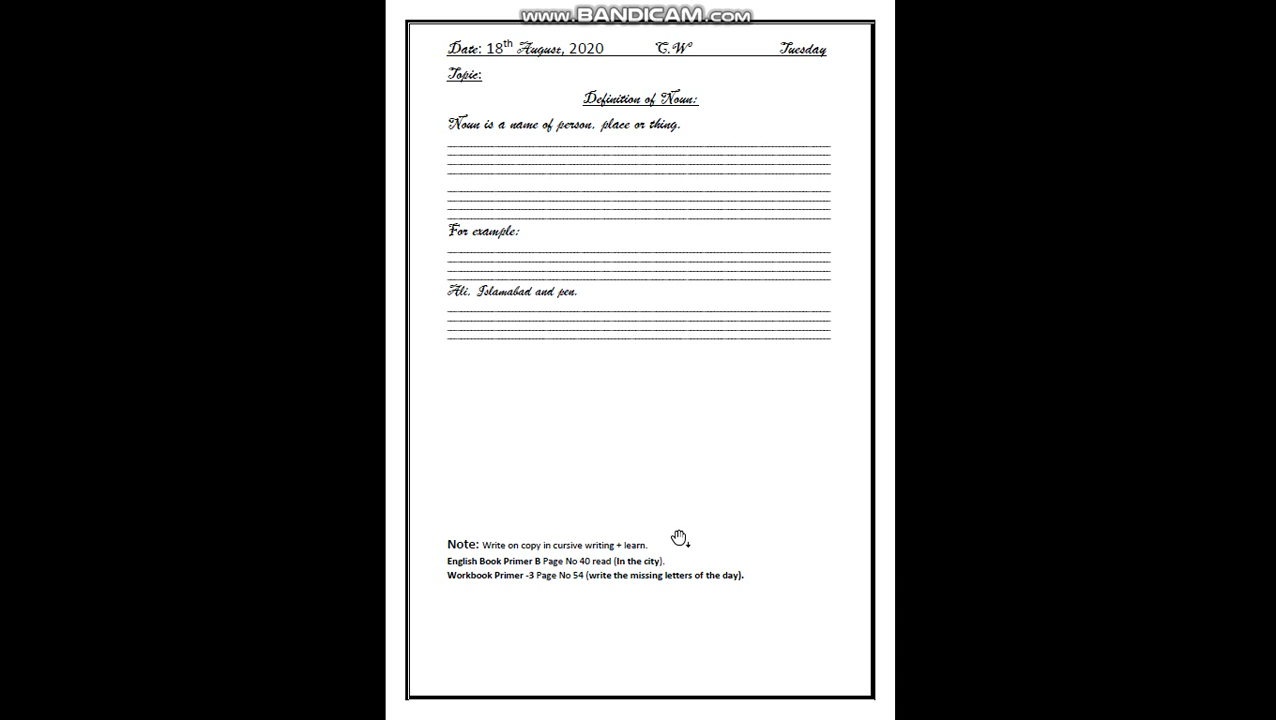 www.BANDICAM.com
Date: 18th August, 2020 C.W Tuesday
Topic:
Definition of Noun:
Noun is a name of person, place or thing.
For example:
Ali, Islamabad and pen.
Note: Write on copy in cursive writing + learn.
English Book Primer B Page No 40 read (In the city).
Workbook Primer -3 Page No 54 (write the missing letters of the day).